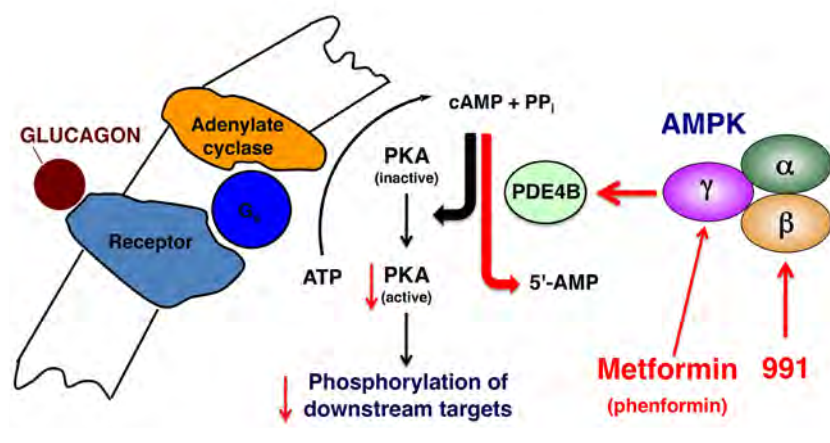 GLUCAGON
Adenylate
cyclase
Gs
Receptor
ATP
cAMP + PPi
PKA
(inactive)
PKA
(active)
Phosphorylation of
downstream targets
PDE4B
5'-AMP
AMPK
γ
α
β
Metformin
(phenformin)
991